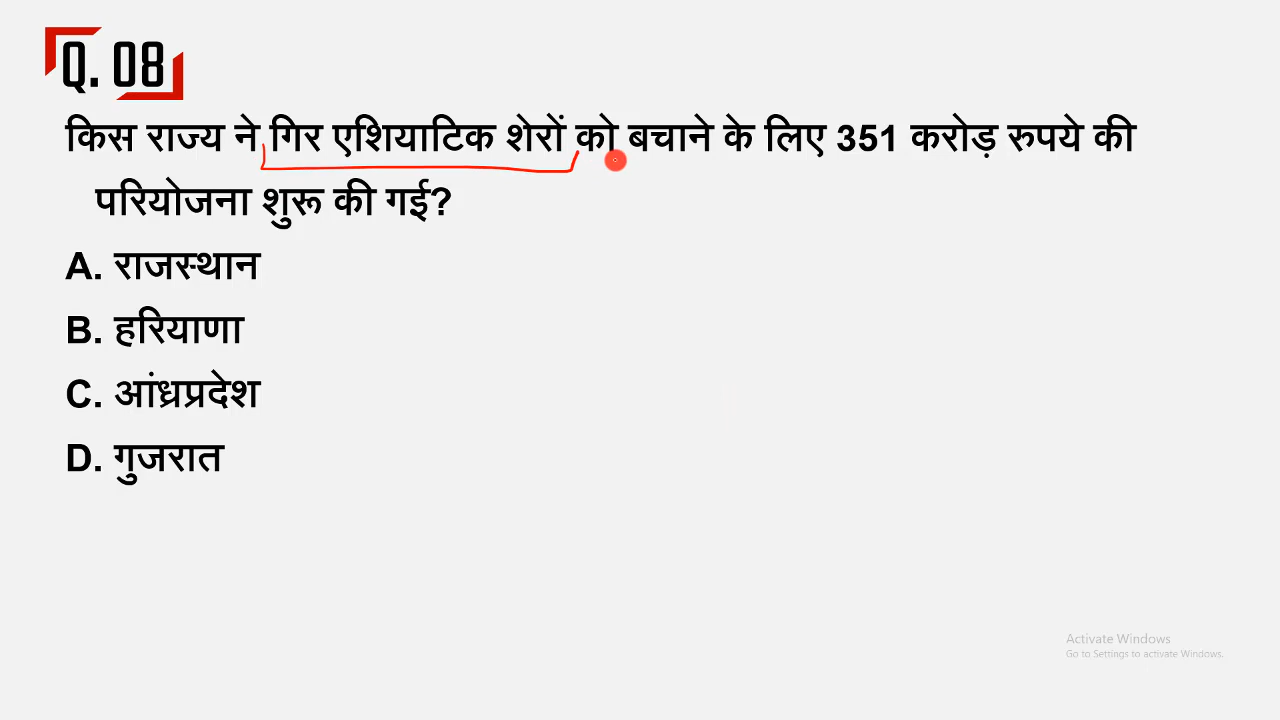 Q. 08
किस राज्य ने गिर एशियाटिक शेरों को बचाने के लिए 351 करोड़ रुपये की
परियोजना शुरू की गई?
A. राजस्थान
B. हरियाणा
C. आंध्रप्रदेश
D. गुजरात
Activate Windows
Go to Settings to activate Windows.